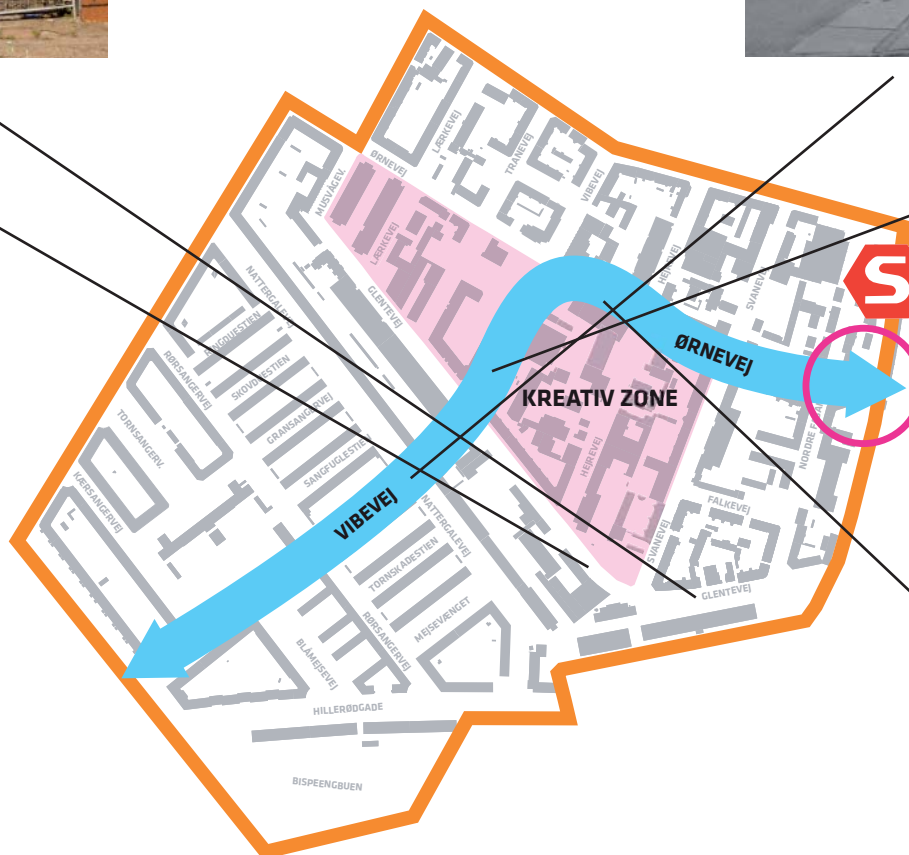 LÆRKEVEJ
TRANEVEJ
ØRNEVEJ
MUSVÅGEV.
VIBEVEJ
LÆRKEVEJ
HEJREVEJ
SVANEVEJ
S
NATTERGALEVEJ
GLENTEVEJ
ØRNEVEJ
RØRSANGERVEJ
SKOVDUESTIEN
KREATIV ZONE
TORNSANGERV.
GRANSANGERVEJ
SANGFUGLESTIEN
HEJREVEJ
KÆRSANGERVEJ
VIBEVEJ
NATTERGALEVEJ
FALKEVEJ
SVANEVEJ
TORNSKADESTIEN
GLENTEVEJ
MEJSEVÆNGET
RØRSANGERVEJ
BLÅMEJSEVEJ
HILLERØDGADE
BISPEENGBUEN